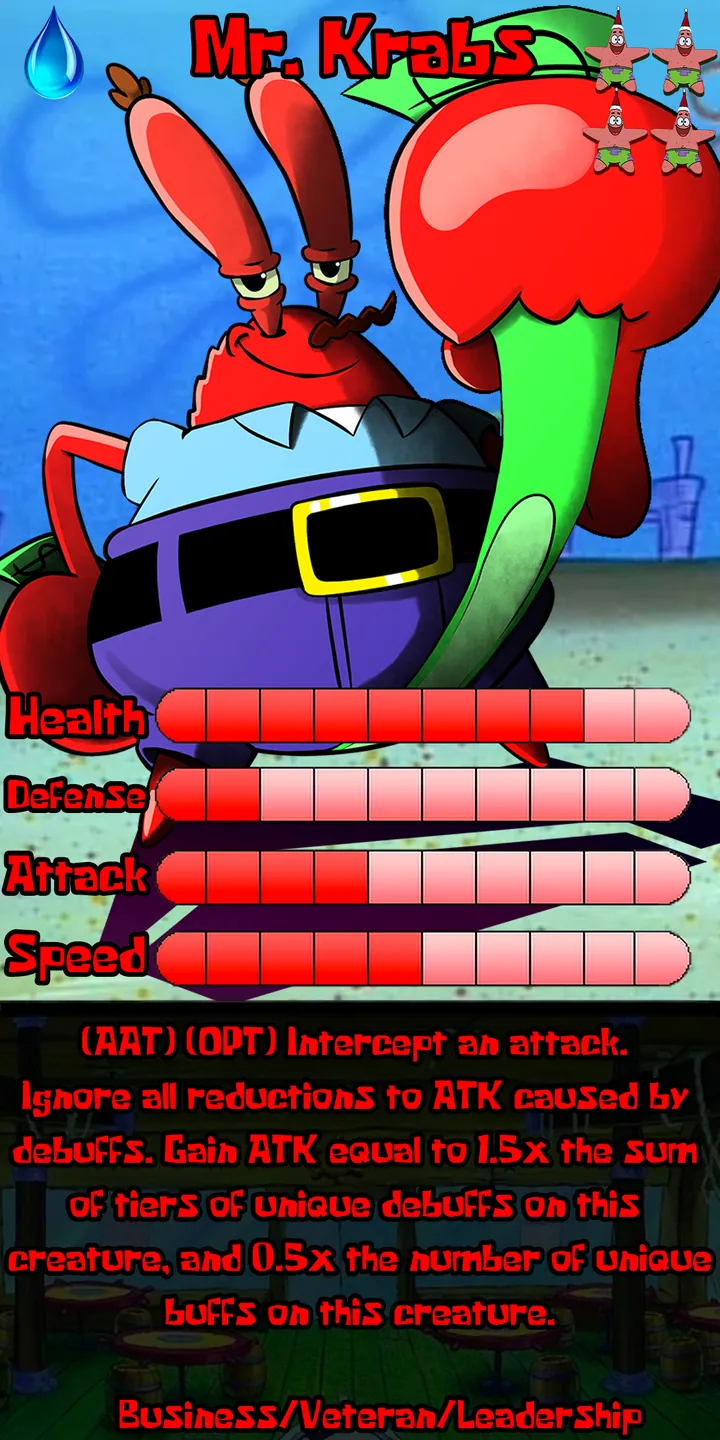 Mr. Krabs
Health
Defense
Attack
Speed
(AAT) (OPT) Intercept an attack.
Ignore all reductions to ATK caused by
debuffs. Gain ATK equal to 1.5x the sum
of tiers of unique debuffs on this
creature, and 0.5x the number of unique
buffs on this creature.
Business/Veteran/Leadership